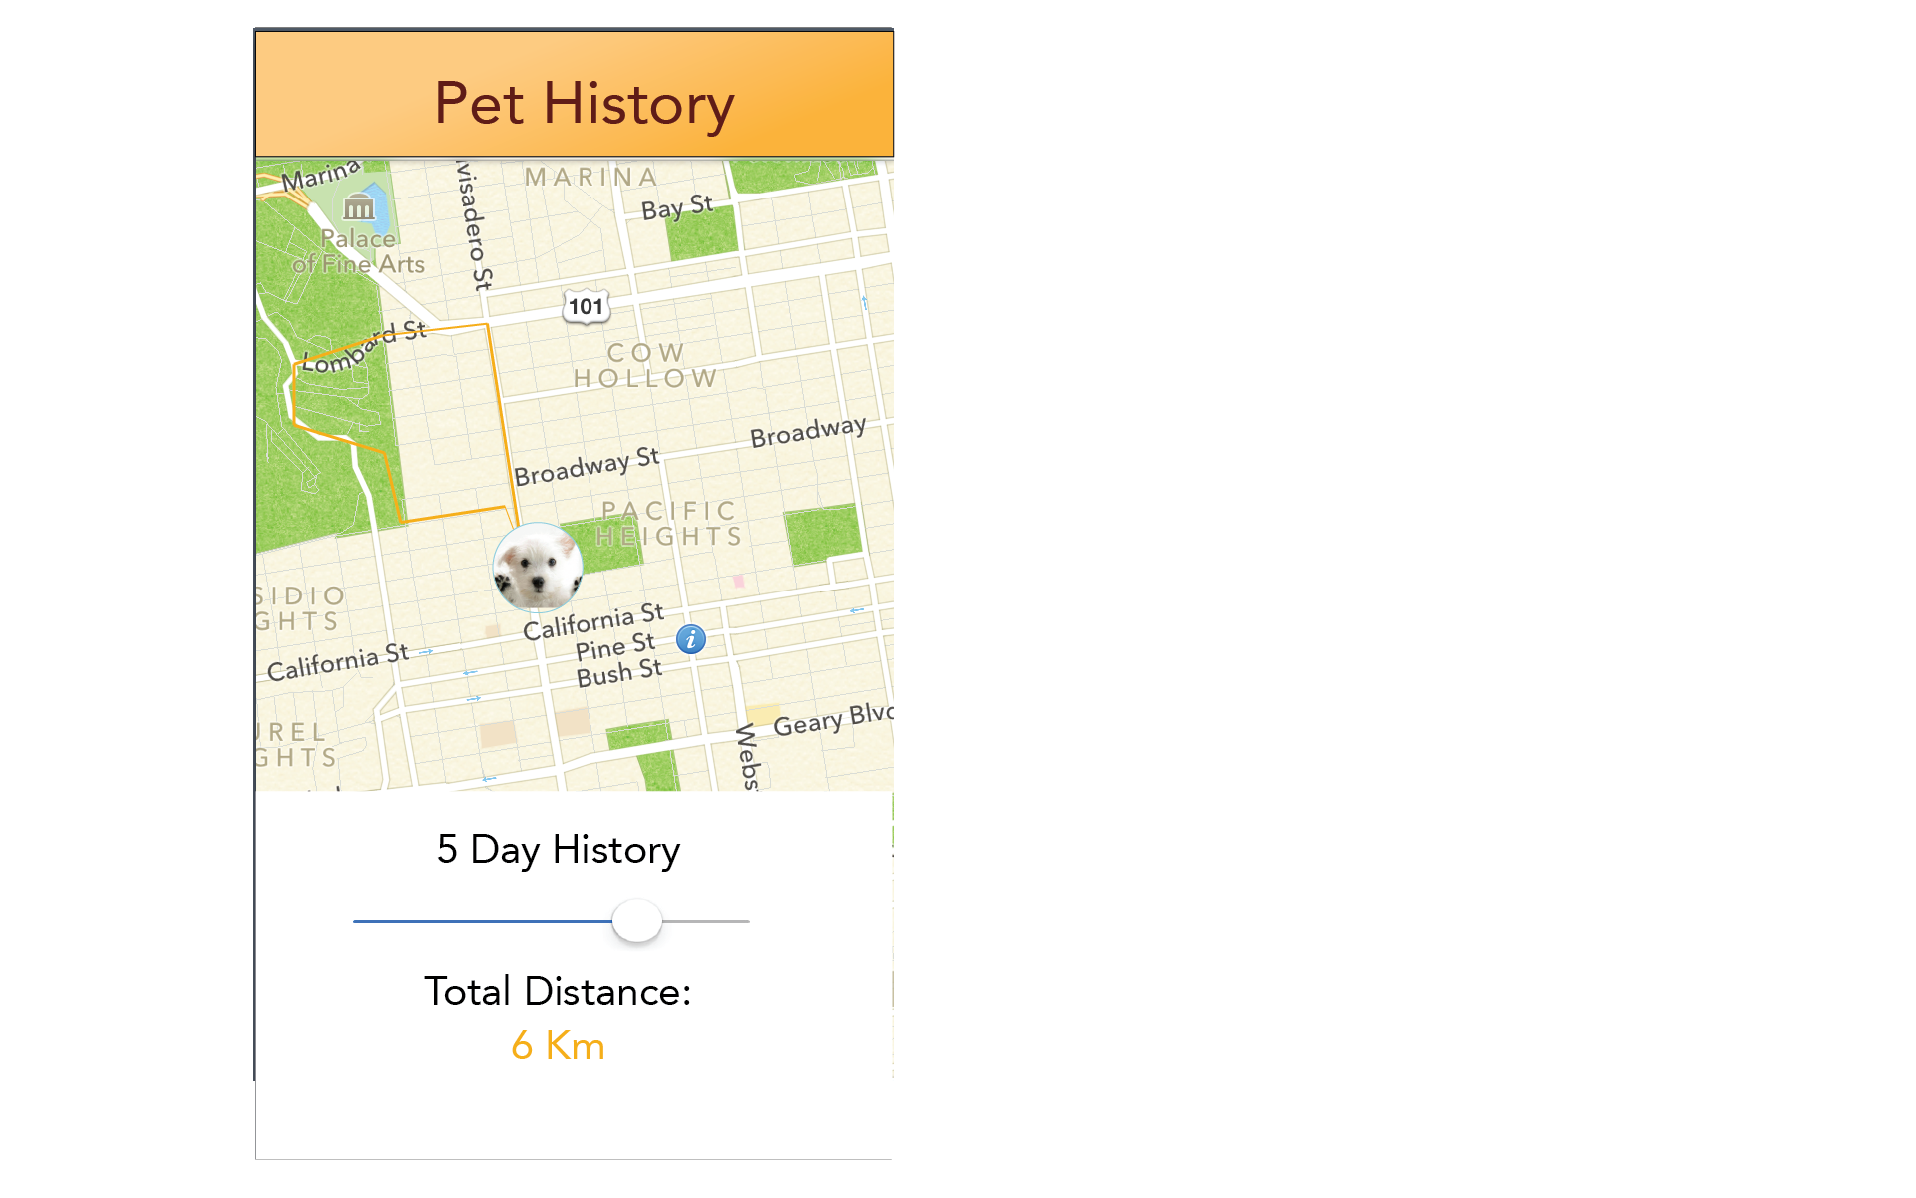 Pet History
Marina
visadero St
MARINA
Bay St
Palace
of Fine Arts
101
Lombard St
COW
HOLLOW
Broadway
Broadway St
PACIFIC
HEIGHTS
SIDIO
GHTS
California St
Pine St
i
California St
Bush St
UREL
GHTS
Geary Blvd
Webs
5 Day History
Total Distance:
6 Km